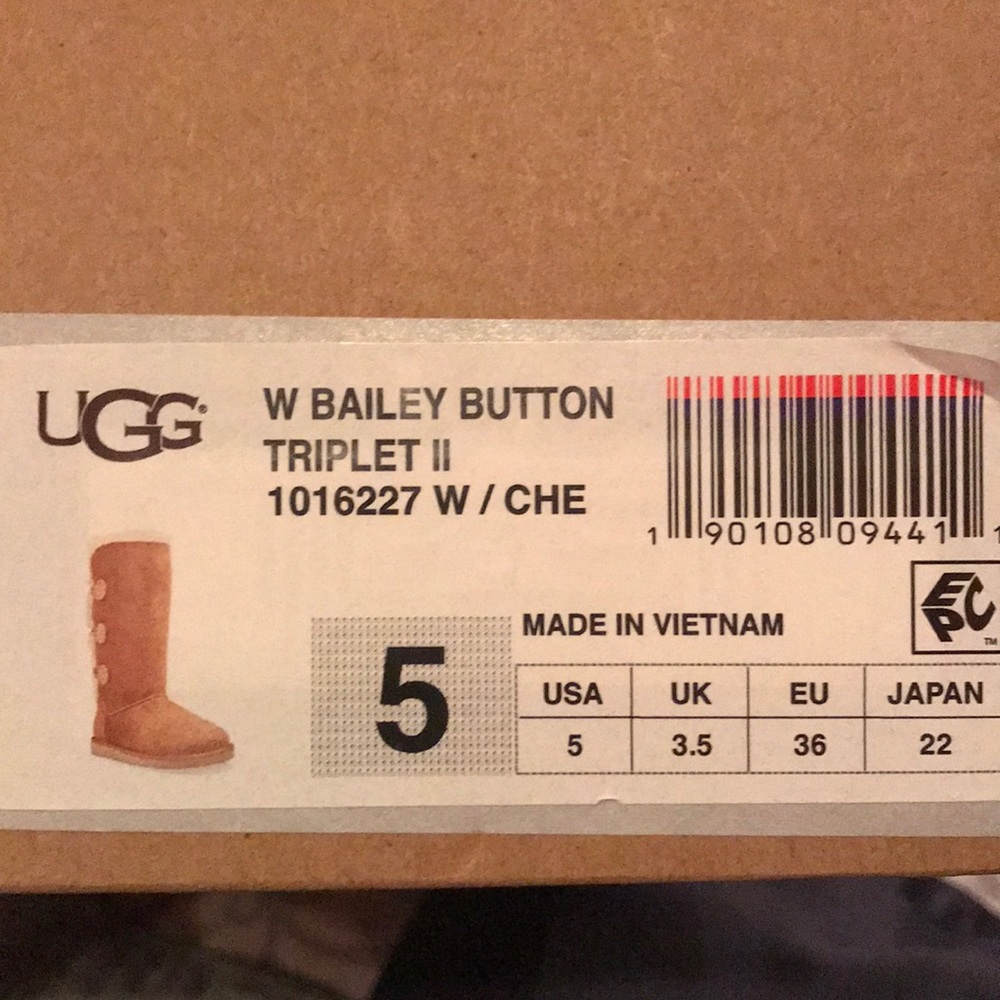 UGG®
W BAILEY BUTTON
TRIPLET II
1016227 W / CHE
1 90108 09441 1
EPC™
MADE IN VIETNAM
5
USA UK EU JAPAN
5 3.5 36 22